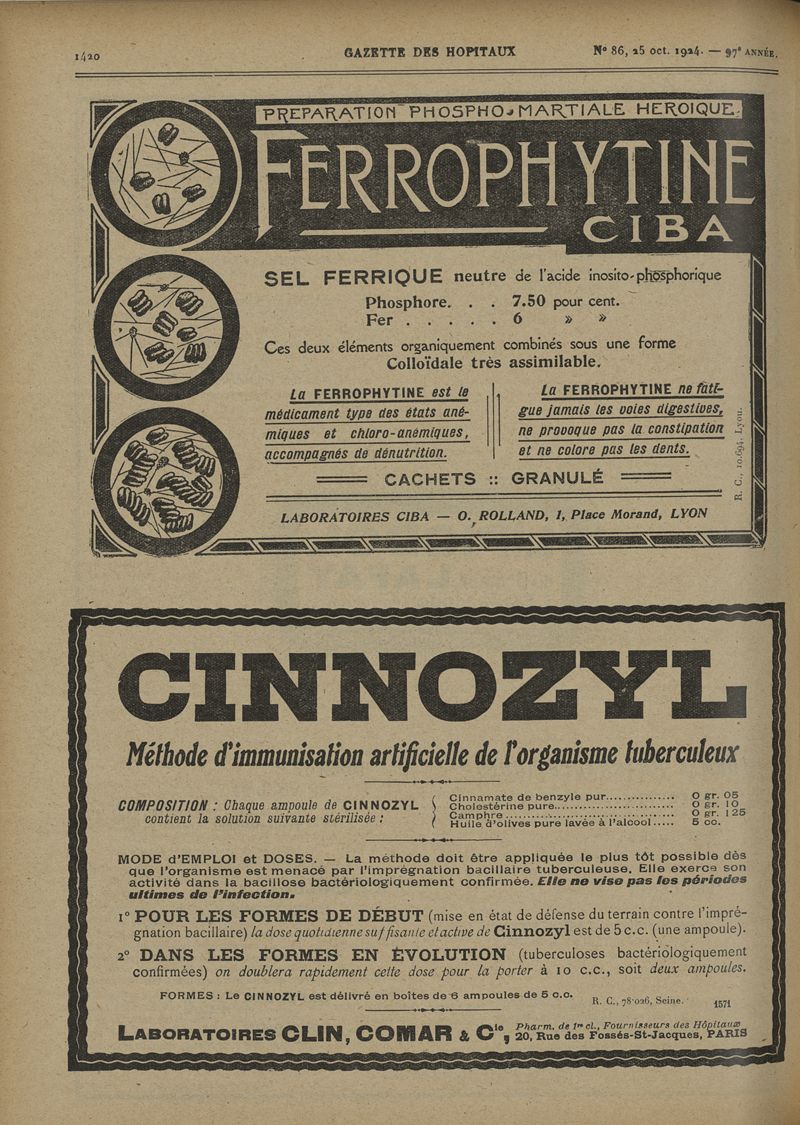 1420
GAZETTE DES HOPITAUX
N° 86, 25 oct. 1924. — 97e ANNÉE.
PREPARATION PHOSPHO-MARTIALE HEROIQUE.
FERROPHYTINE
CIBA
SEL FERRIQUE neutre de l'acide inosito-phosphorique
Phosphore. . . 7.50 pour cent.
Fer . . . . . 6 » »
Ces deux éléments organiquement combinés sous une forme
Colloïdale très assimilable.
La FERROPHYTINE est le
médicament type des états ané-
miques et chloro-anémiques,
accompagnés de dénutrition.
La FERROPHYTINE ne fati-
gue jamais les voies digestives,
ne provoque pas la constipation
et ne colore pas les dents.
R. C., 10.694. Lyon.
CACHETS :: GRANULÉ
LABORATOIRES CIBA — O. ROLLAND, 1, Place Morand, LYON
CINNOZYL
Méthode d'immunisation artificielle de l'organisme tuberculeux
COMPOSITION : Chaque ampoule de CINNOZYL
contient la solution suivante stérilisée :
Cinnamate de benzyle pur................ 0 gr. 05
Cholestérine pure............................ 0 gr. 10
Camphre........................................ 0 gr. 125
Huile d'olives pure lavée à l'alcool..... 5 cc.
MODE d'EMPLOI et DOSES. — La méthode doit être appliquée le plus tôt possible dès
que l'organisme est menacé par l'imprégnation bacillaire tuberculeuse. Elle exerce son
activité dans la bacillose bactériologiquement confirmée. Elle ne vise pas les périodes
ultimes de l'infection.
1° POUR LES FORMES DE DÉBUT (mise en état de défense du terrain contre l'impré-
gnation bacillaire) la dose quotidienne suffisante et active de Cinnozyl est de 5 c.c. (une ampoule).
2° DANS LES FORMES EN ÉVOLUTION (tuberculoses bactériologiquement
confirmées) on doublera rapidement cette dose pour la porter à 10 c.c., soit deux ampoules.
FORMES : Le CINNOZYL est délivré en boîtes de 6 ampoules de 5 c.c.
R. C., 78-026, Seine.
1571
LABORATOIRES CLIN, COMAR & Cie,
Pharm. de 1re cl., Fournisseurs des Hôpitaux
20, Rue des Fossés-St-Jacques, PARIS